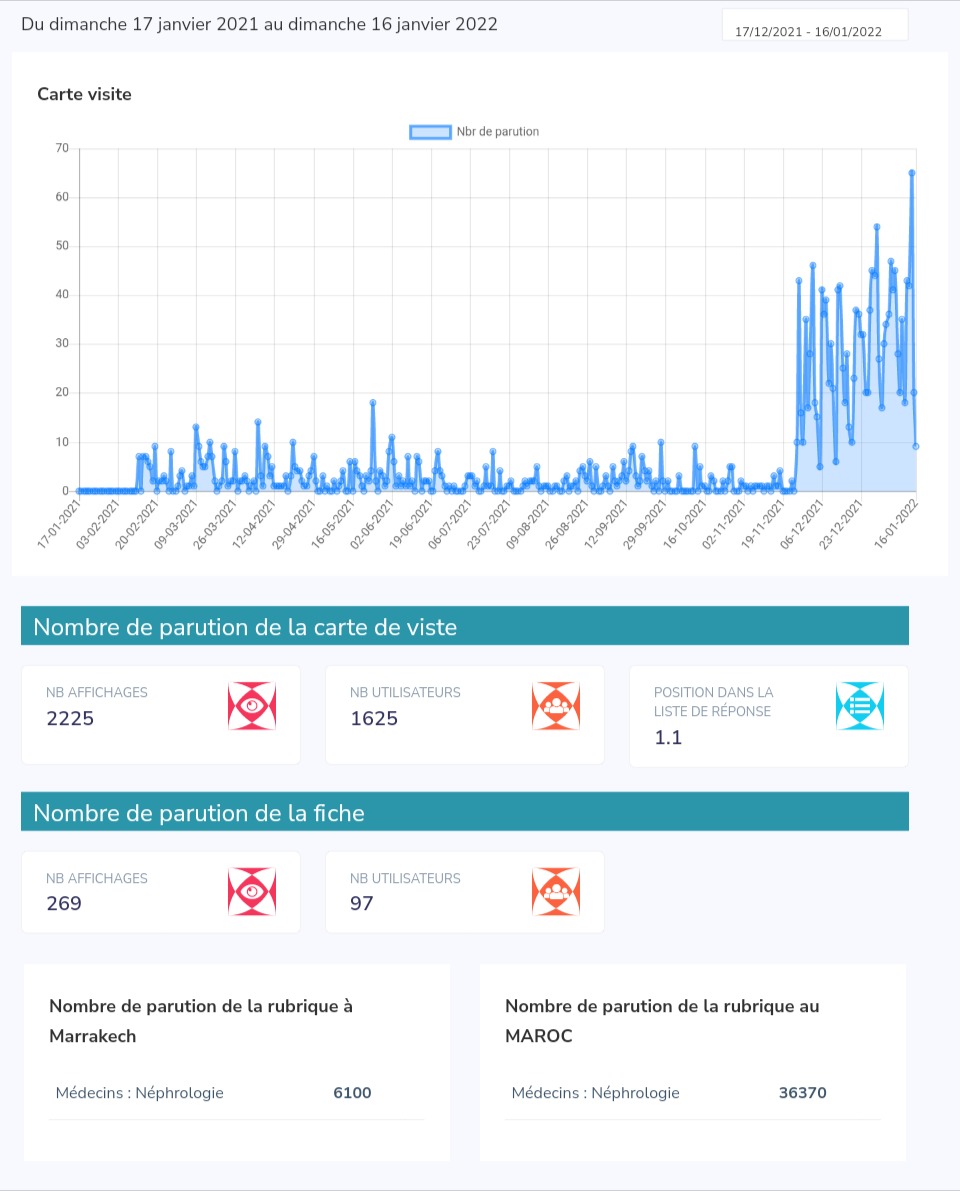 Du dimanche 17 janvier 2021 au dimanche 16 janvier 2022
17/12/2021 - 16/01/2022
Carte visite
Nbr de parution
70
60
50
40
30
20
10
0
17-01-2021
03-02-2021
20-02-2021
09-03-2021
26-03-2021
12-04-2021
29-04-2021
16-05-2021
02-06-2021
19-06-2021
06-07-2021
23-07-2021
09-08-2021
26-08-2021
12-09-2021
29-09-2021
16-10-2021
02-11-2021
19-11-2021
06-12-2021
23-12-2021
16-01-2022
Nombre de parution de la carte de viste
NB AFFICHAGES
2225
NB UTILISATEURS
1625
POSITION DANS LA
LISTE DE RÉPONSE
1.1
Nombre de parution de la fiche
NB AFFICHAGES
269
NB UTILISATEURS
97
Nombre de parution de la rubrique à
Marrakech
Médecins : Néphrologie 6100
Nombre de parution de la rubrique au
MAROC
Médecins : Néphrologie 36370